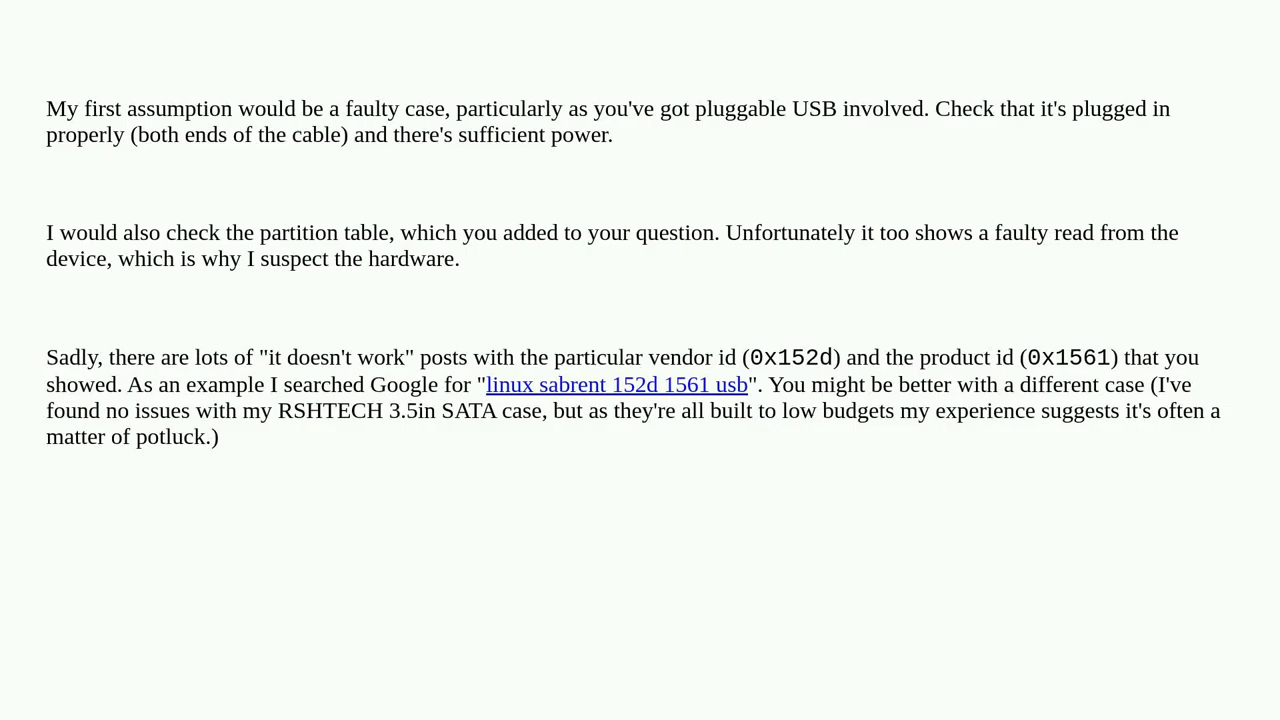 My first assumption would be a faulty case, particularly as you've got pluggable USB involved. Check that it's plugged in
properly (both ends of the cable) and there's sufficient power.
I would also check the partition table, which you added to your question. Unfortunately it too shows a faulty read from the
device, which is why I suspect the hardware.
Sadly, there are lots of "it doesn't work" posts with the particular vendor id (0x152d) and the product id (0x1561) that you
showed. As an example I searched Google for "linux sabrent 152d 1561 usb". You might be better with a different case (I've
found no issues with my RSHTECH 3.5in SATA case, but as they're all built to low budgets my experience suggests it's often a
matter of potluck.)